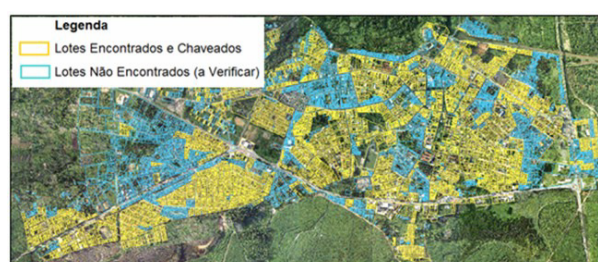 Legenda
Lotes Encontrados e Chaveados
Lotes Não Encontrados (a Verificar)